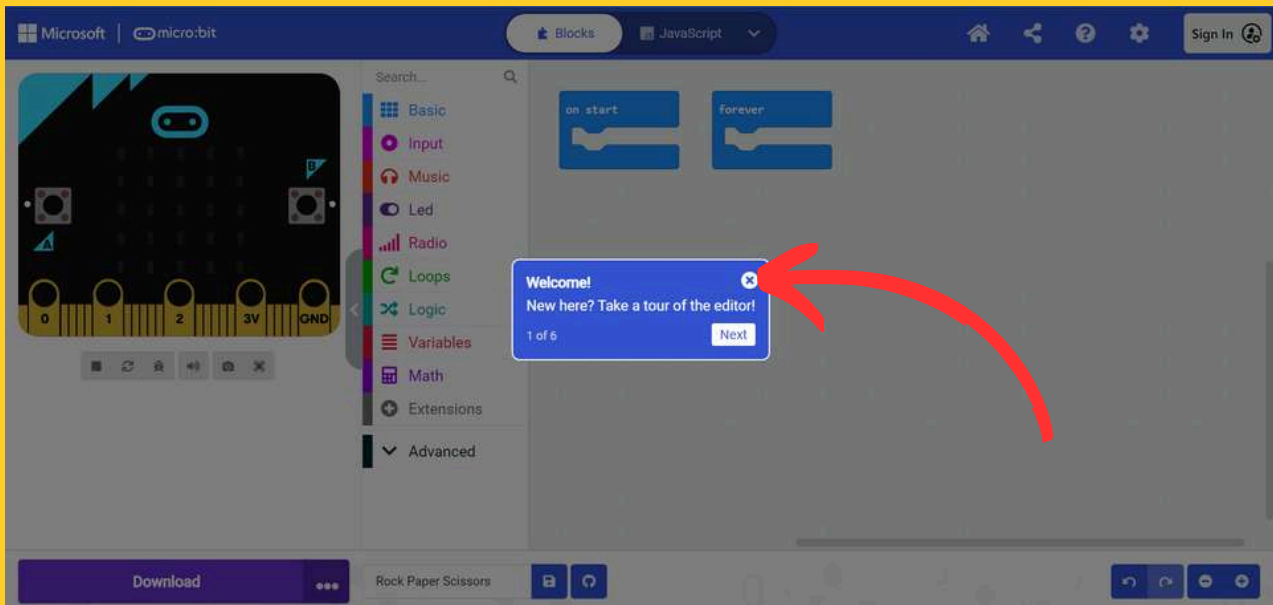 Microsoft | micro:bit
Blocks
JavaScript
Sign In
Search...
Basic
Input
Music
Led
Radio
Loops
Logic
Variables
Math
Extensions
Advanced
on start
forever
B
A
0 1 2 3V GND
Welcome!
New here? Take a tour of the editor!
1 of 6
Next
Download
Rock Paper Scissors